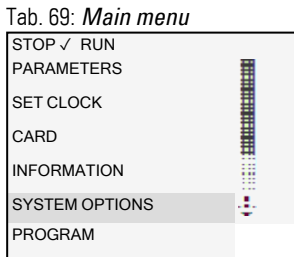 Tab. 69: Main menu
STOP ✓ RUN
PARAMETERS
SET CLOCK
CARD
INFORMATION
SYSTEM OPTIONS
PROGRAM